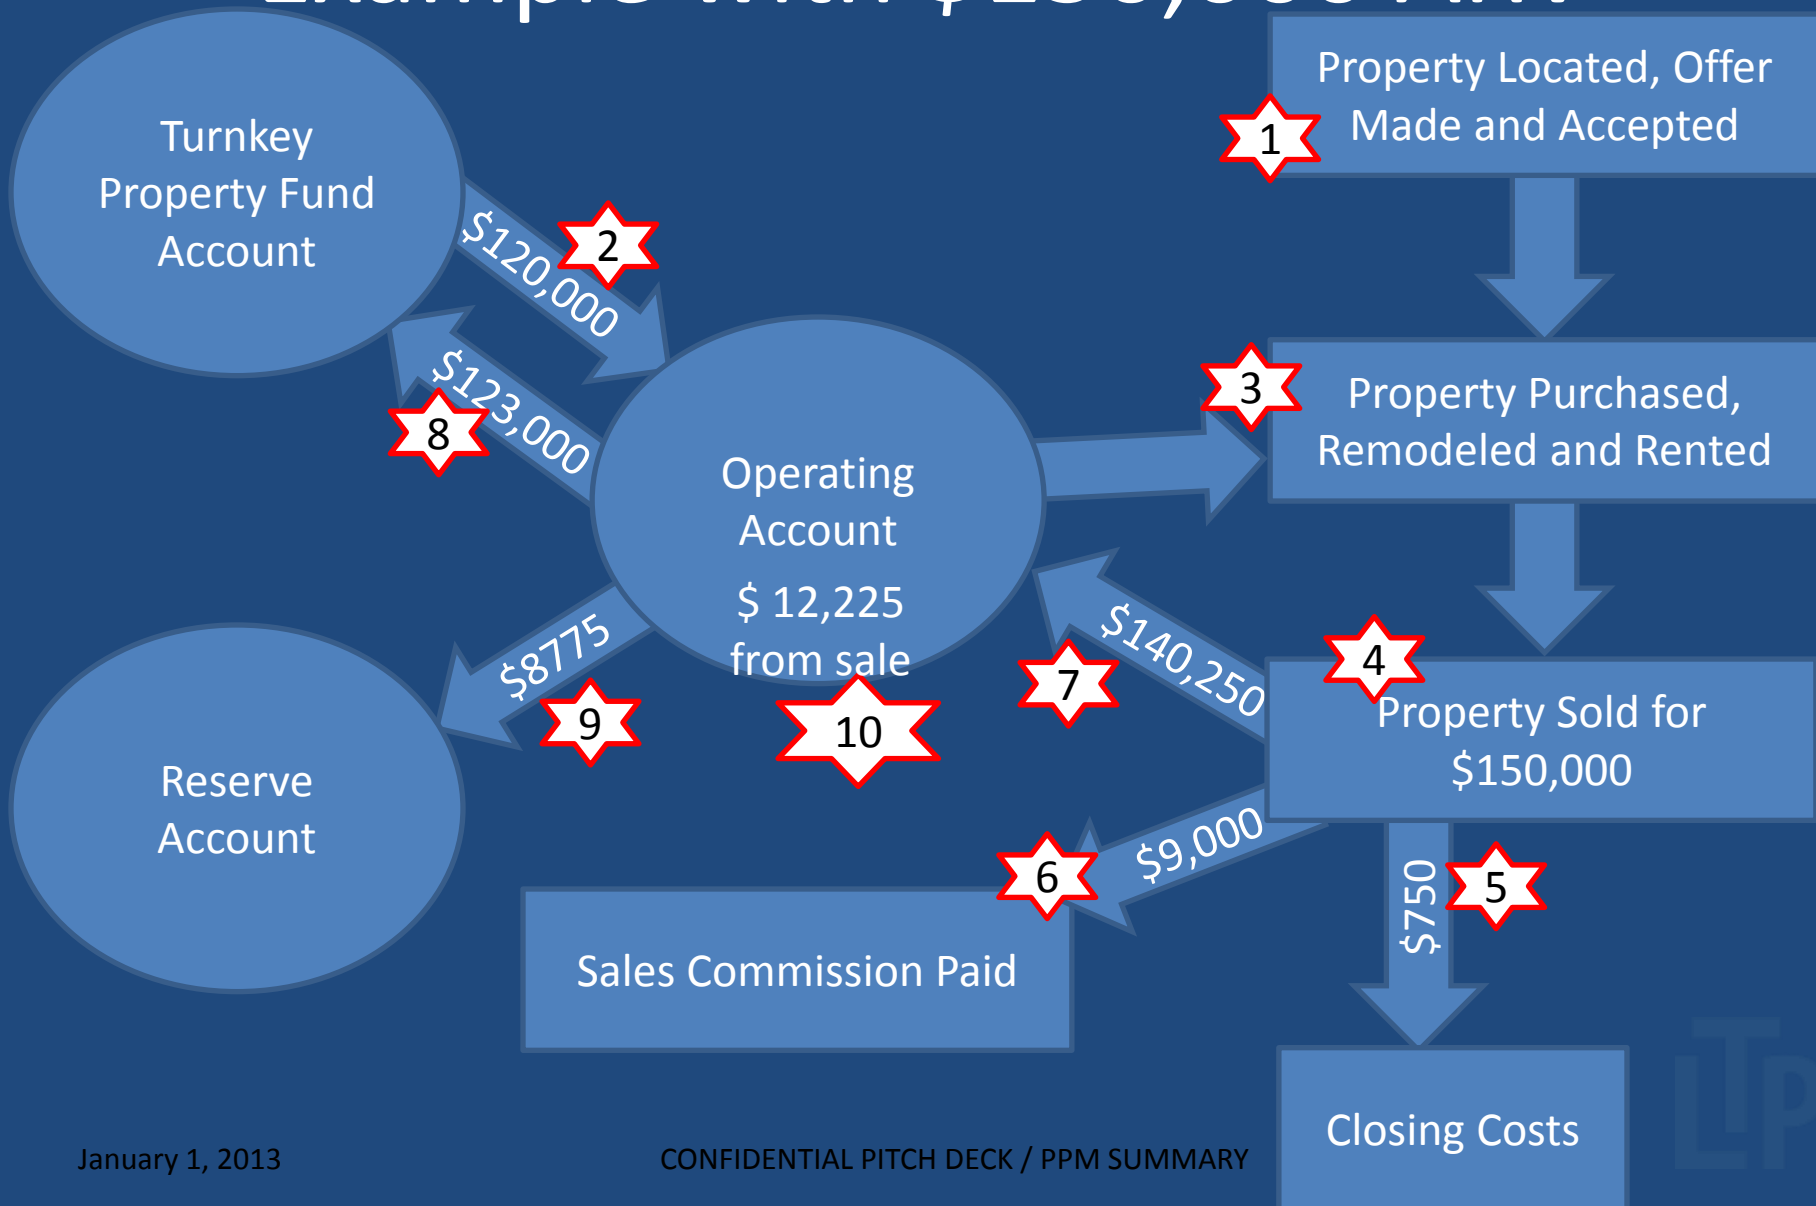 Property Located, Offer
Made and Accepted
1
Turnkey
Property Fund
Account
$120,000
2
$123,000
8
3
Property Purchased,
Remodeled and Rented
Operating
Account
$ 12,225
from sale
10
$140,250
7
4
Property Sold for
$150,000
$8775
9
Reserve
Account
$9,000
6
Sales Commission Paid
$750
5
Closing Costs
January 1, 2013
CONFIDENTIAL PITCH DECK / PPM SUMMARY
LTP